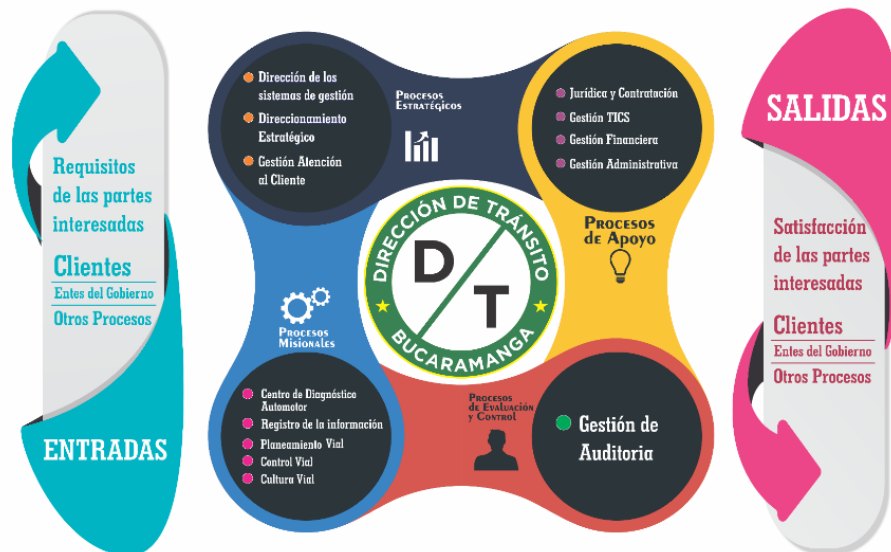 Requisitos
de las partes
interesadas
Clientes
Entes del Gobierno
Otros Procesos
ENTRADAS
Dirección de los
sistemas de gestión
Direccionamiento
Estratégico
Gestión Atención
al Cliente
Procesos
Estratégicos
Jurídica y Contratación
Gestión TICS
Gestión Financiera
Gestión Administrativa
Procesos
de Apoyo
DIRECCIÓN DE TRÁNSITO
D
T
BUCARAMANGA
Procesos
Misionales
Centro de Diagnóstico
Automotor
Registro de la información
Planeamiento Vial
Control Vial
Cultura Vial
Procesos
de Evaluación
y Control
Gestión de
Auditoria
SALIDAS
Satisfacción
de las partes
interesadas
Clientes
Entes del Gobierno
Otros Procesos